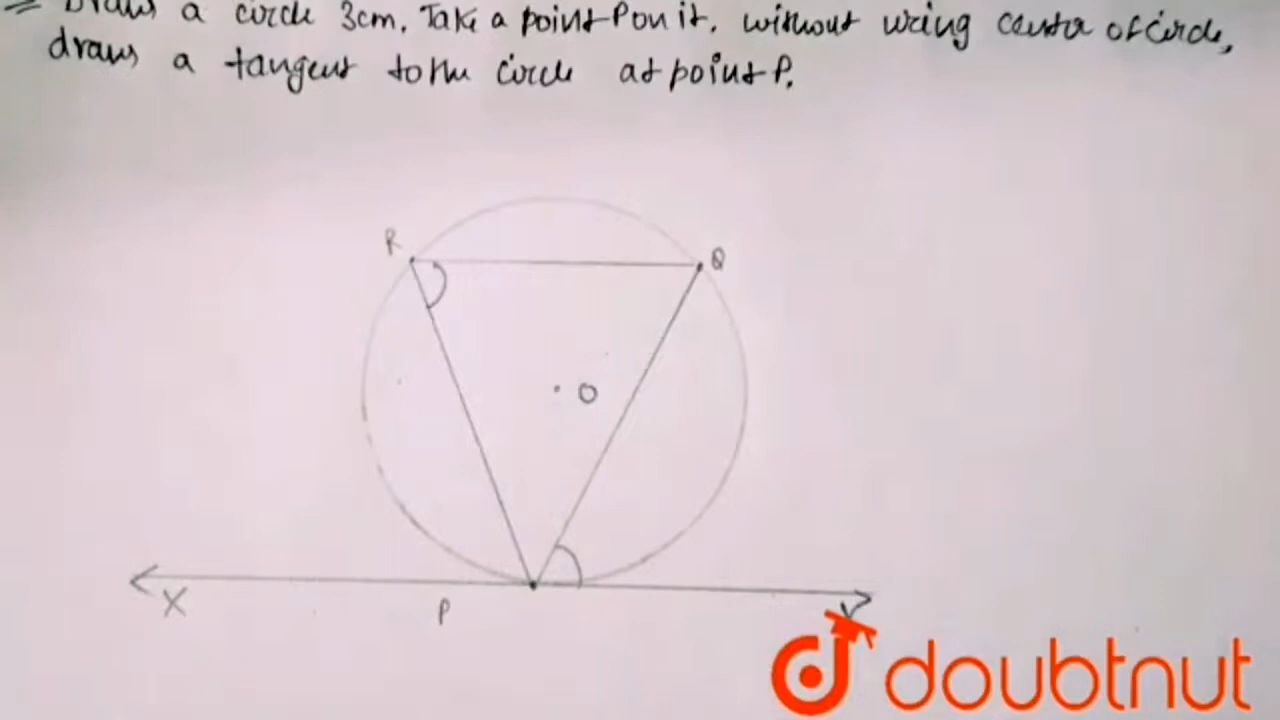 = Draw a circle 3cm. Take a point P on it. without using center of circle,
draw a tangent to the circle at point P.
R
Q
O
X
P
Y
doubtnut